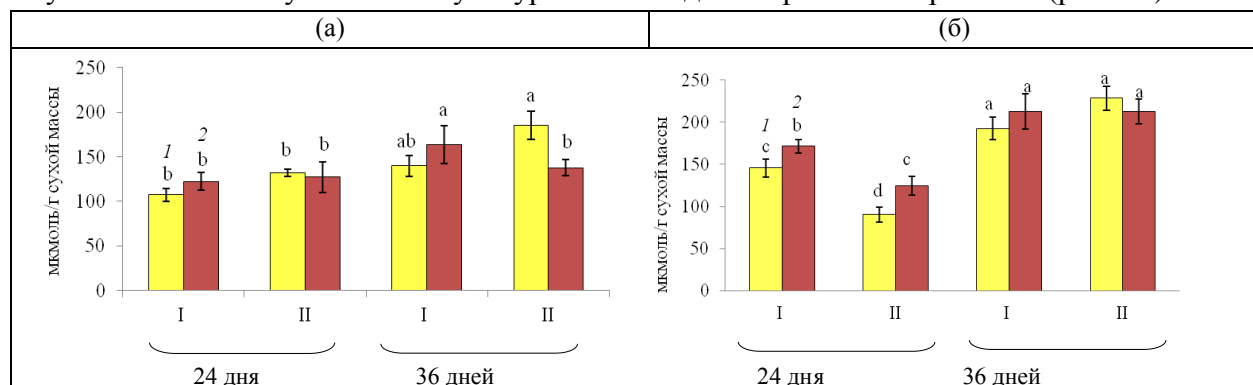 (а) (б)
мкмоль/г сухой массы
250
200
150
100
50
0
1
b
2
b
b
b
ab
a
a
b
I II I II
24 дня 36 дней
мкмоль/г сухой массы
250
200
150
100
50
0
1
c
2
b
d
c
a
a
a
a
I II I II
24 дня 36 дней